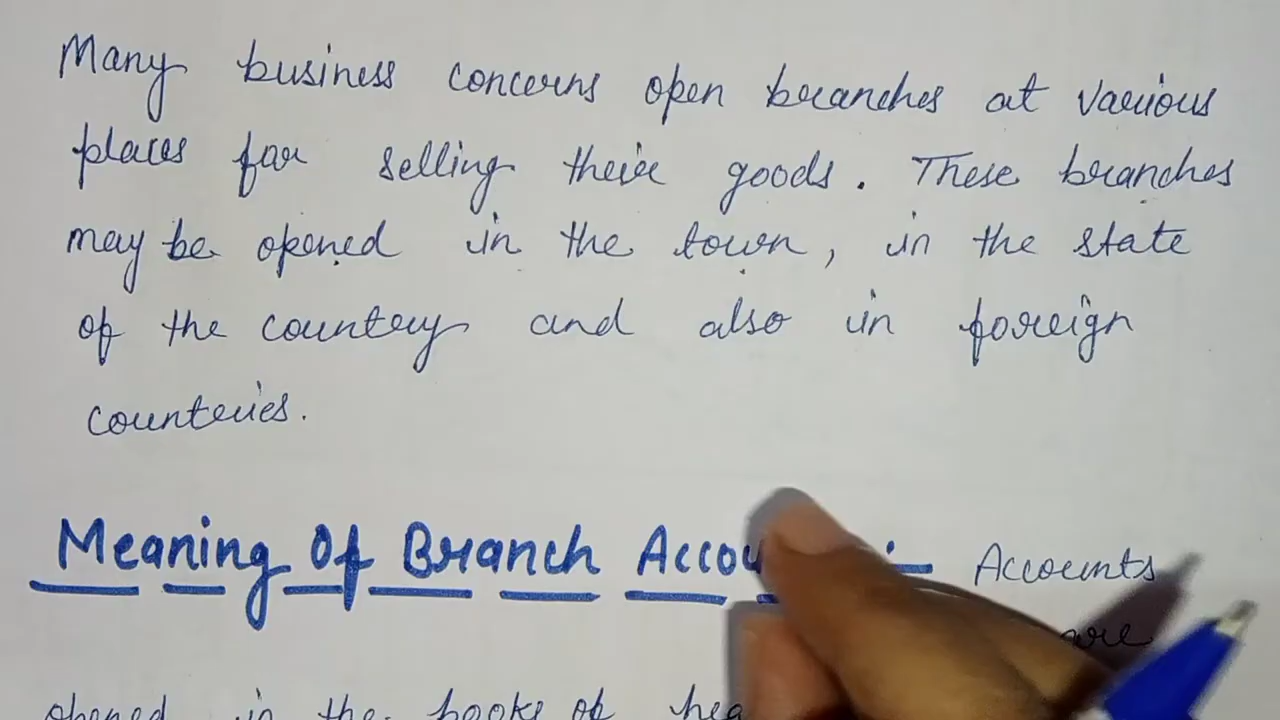 Many business concerns open branches at various
places for selling their goods. These branches
may be opened in the town, in the state
of the country and also in foreign
countries.
Meaning Of Branch :- Accounts
are
opened in the books of